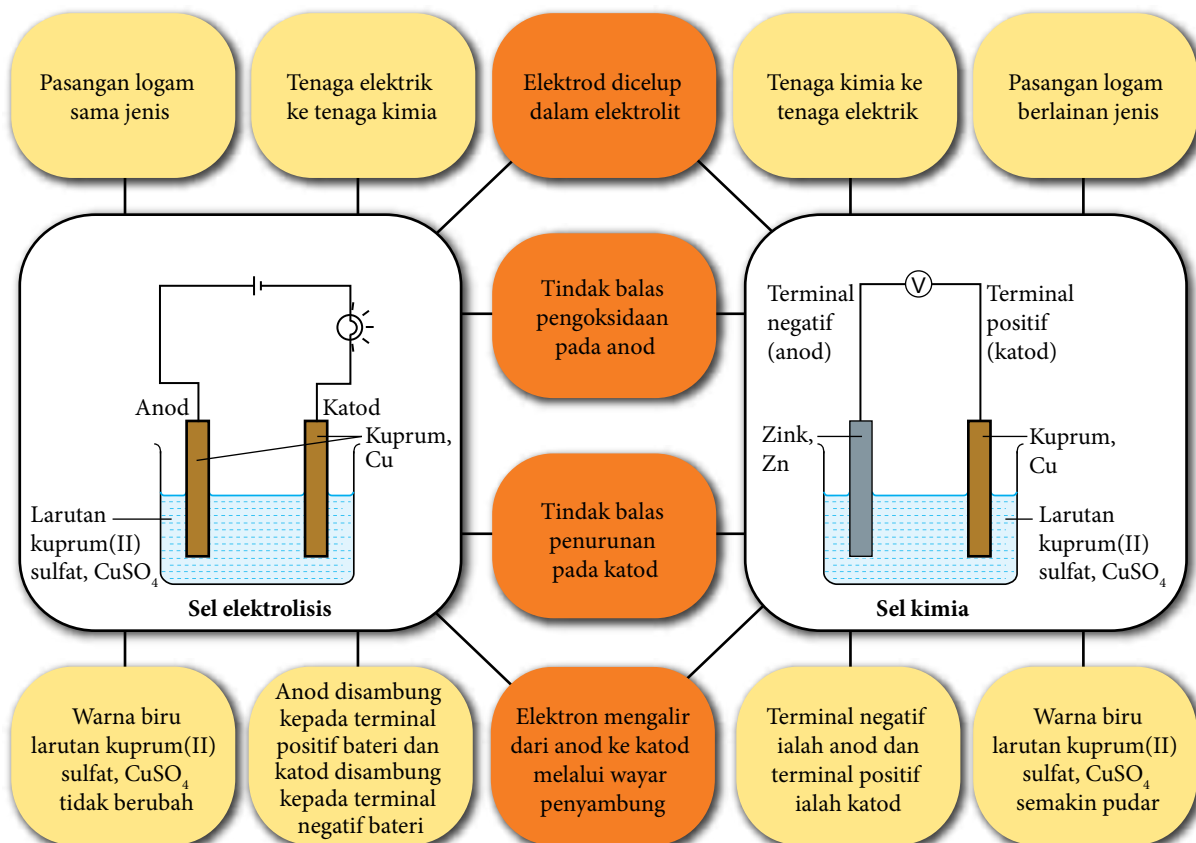 Pasangan logam
sama jenis
Tenaga elektrik
ke tenaga kimia
Elektrod dicelup
dalam elektrolit
Tenaga kimia ke
tenaga elektrik
Pasangan logam
berlainan jenis
Anod
Katod
Kuprum,
Cu
Larutan
kuprum(II)
sulfat, CuSO₄
Sel elektrolisis
Tindak balas
pengoksidaan
pada anod
Tindak balas
penurunan
pada katod
V
Terminal
negatif
(anod)
Terminal
positif
(katod)
Zink,
Zn
Kuprum,
Cu
Larutan
kuprum(II)
sulfat, CuSO₄
Sel kimia
Warna biru
larutan kuprum(II)
sulfat, CuSO₄
tidak berubah
Anod disambung
kepada terminal
positif bateri dan
katod disambung
kepada terminal
negatif bateri
Elektron mengalir
dari anod ke katod
melalui wayar
penyambung
Terminal negatif
ialah anod dan
terminal positif
ialah katod
Warna biru
larutan kuprum(II)
sulfat, CuSO₄
semakin pudar